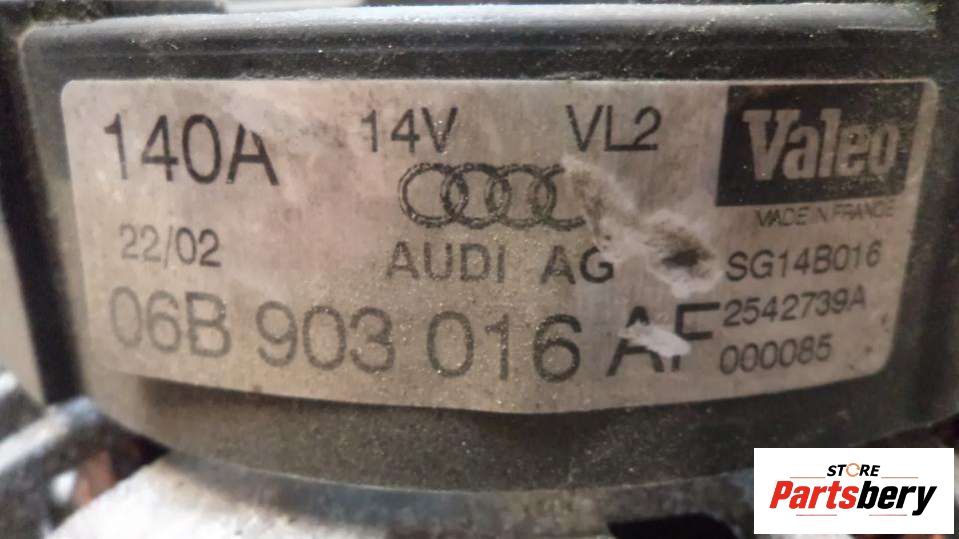 140A 14V VL2 Valeo
MADE IN FRANCE
22/02 AUDI AG SG14B016
06B 903 016 AF 2542739A
000085
STORE
Partsbery